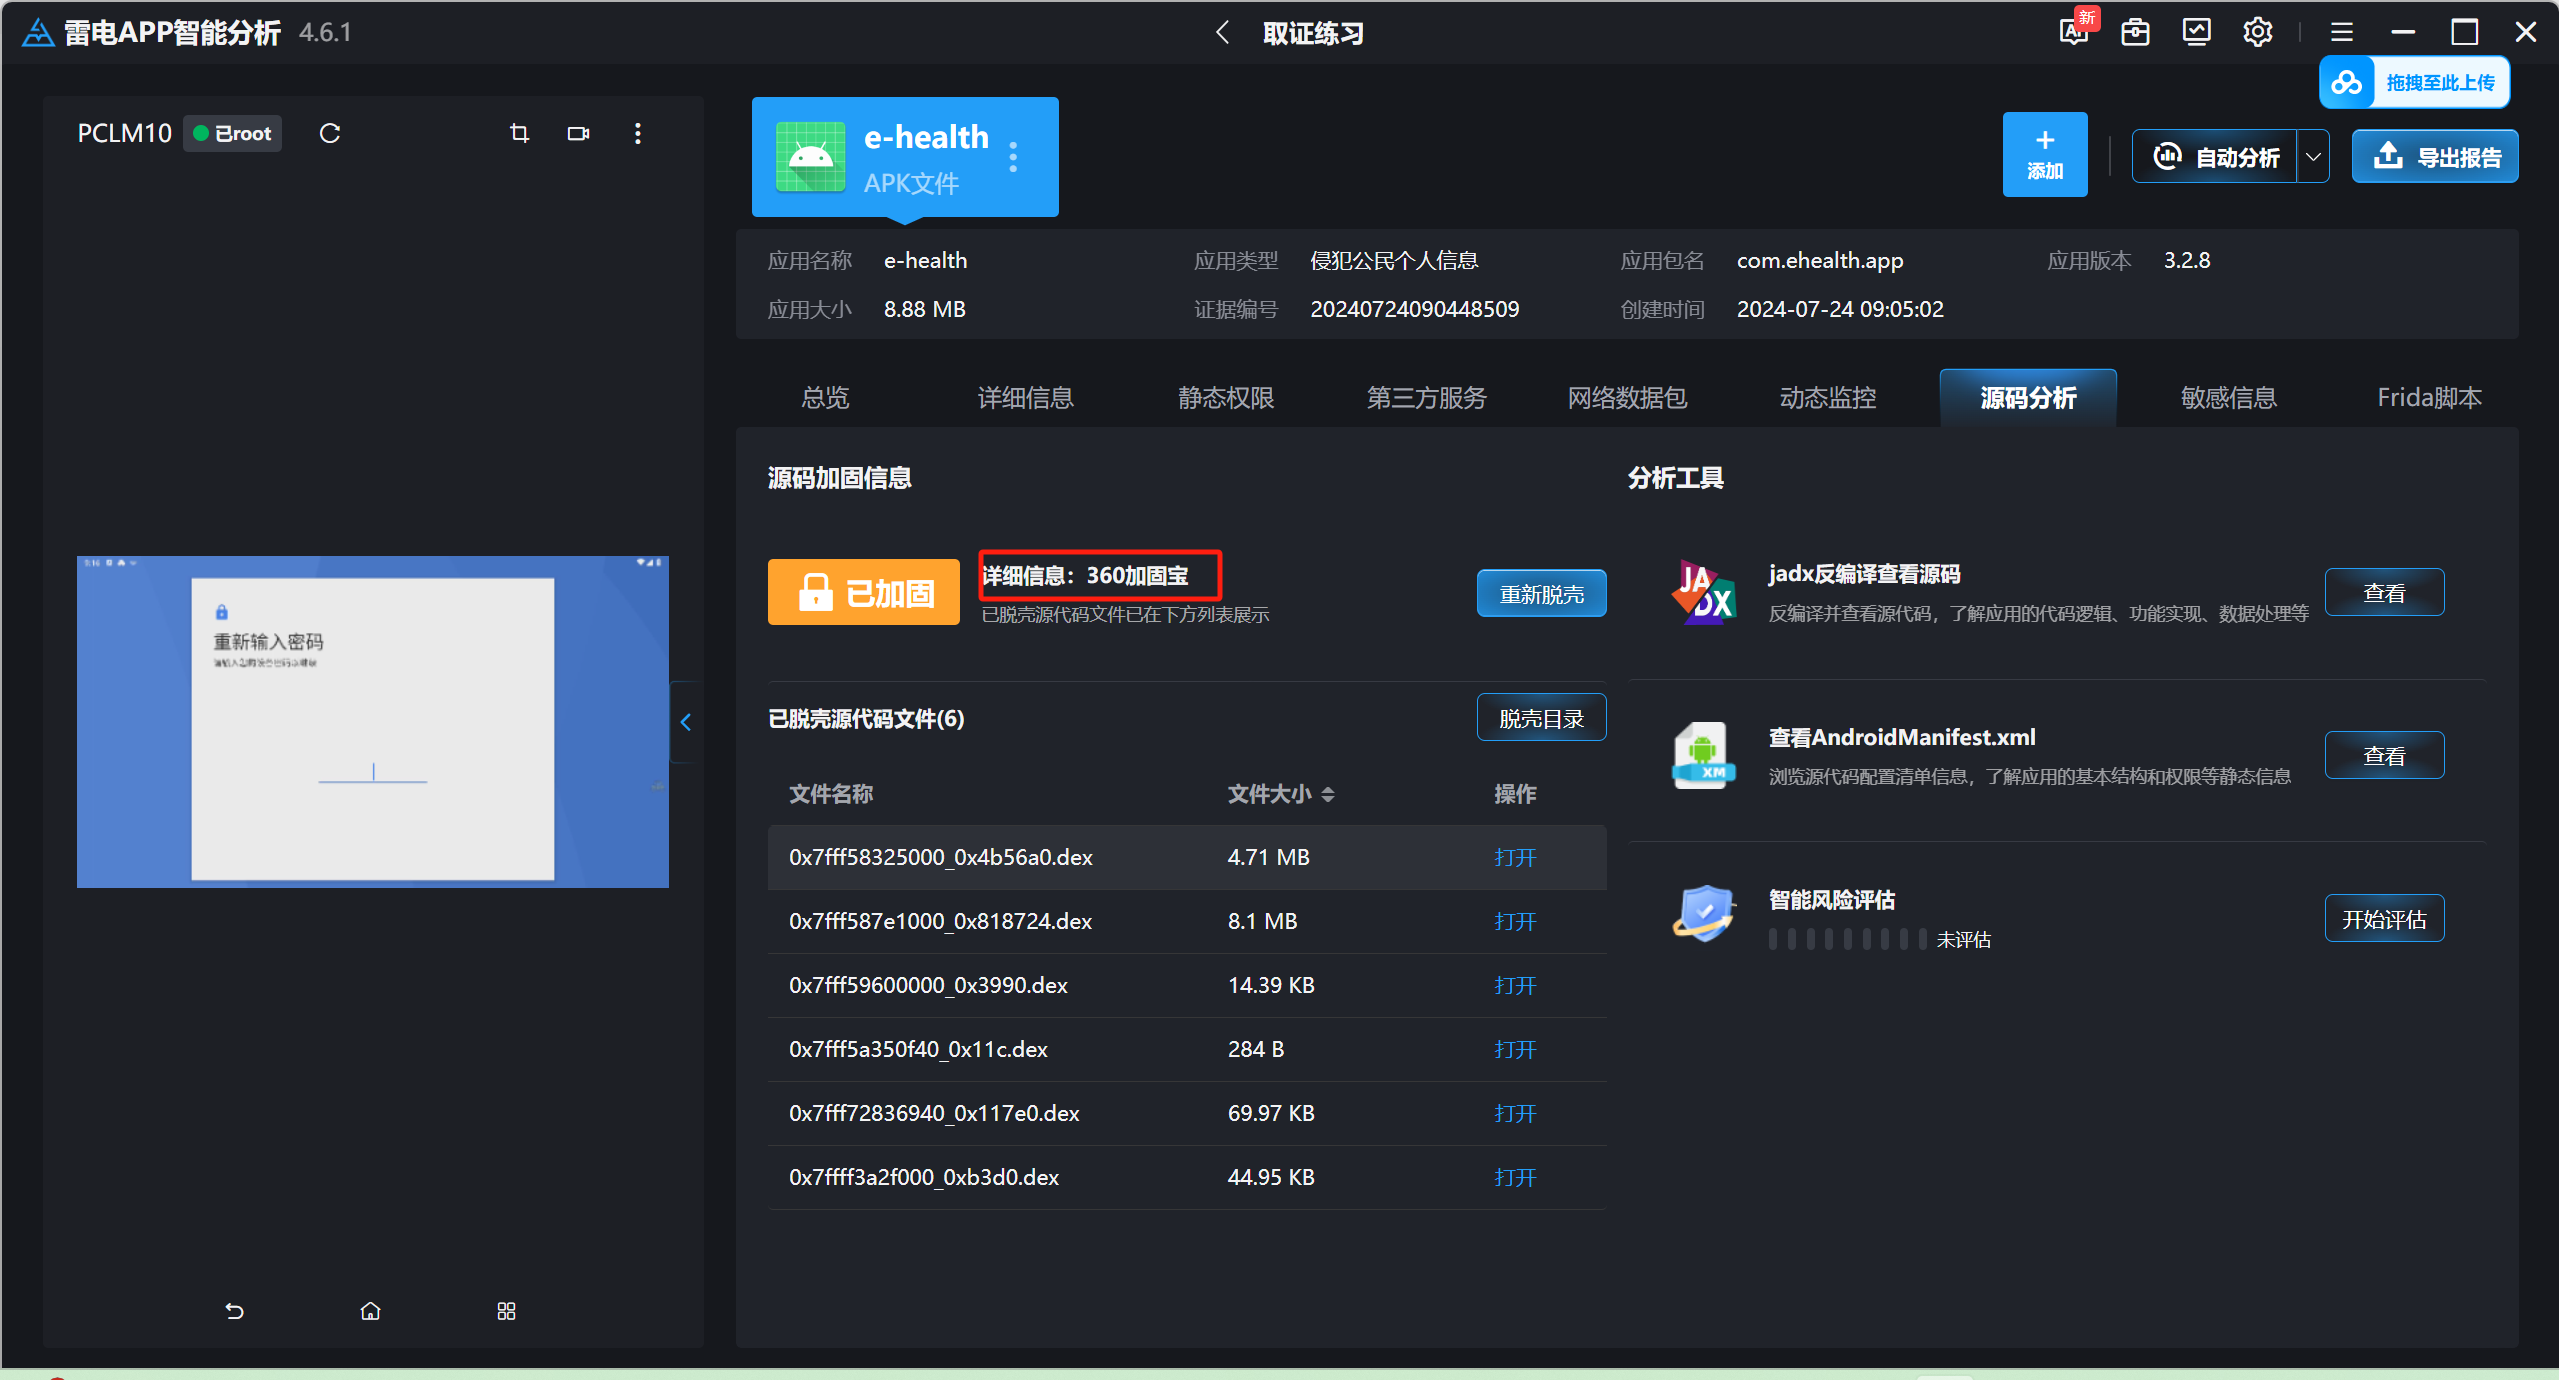 雷电APP智能分析 4.6.1
取证练习
新
拖拽至此上传
PCLM10 已root
e-health
APK文件
添加
自动分析
导出报告
应用名称 e-health 应用类型 侵犯公民个人信息 应用包名 com.ehealth.app 应用版本 3.2.8
应用大小 8.88 MB 证据编号 20240724090448509 创建时间 2024-07-24 09:05:02
总览 详细信息 静态权限 第三方服务 网络数据包 动态监控 源码分析 敏感信息 Frida脚本
源码加固信息
已加固
详细信息：360加固宝
已脱壳源代码文件已在下方列表展示
重新脱壳
已脱壳源代码文件(6)
脱壳目录
文件名称 文件大小 操作
0x7fff58325000_0x4b56a0.dex 4.71 MB 打开
0x7fff587e1000_0x818724.dex 8.1 MB 打开
0x7fff59600000_0x3990.dex 14.39 KB 打开
0x7fff5a350f40_0x11c.dex 284 B 打开
0x7fff72836940_0x117e0.dex 69.97 KB 打开
0x7ffff3a2f000_0xb3d0.dex 44.95 KB 打开
分析工具
JADX
jadx反编译查看源码
反编译并查看源代码，了解应用的代码逻辑、功能实现、数据处理等
查看
XM
查看AndroidManifest.xml
浏览源代码配置清单信息，了解应用的基本结构和权限等静态信息
查看
智能风险评估
未评估
开始评估
重新输入密码